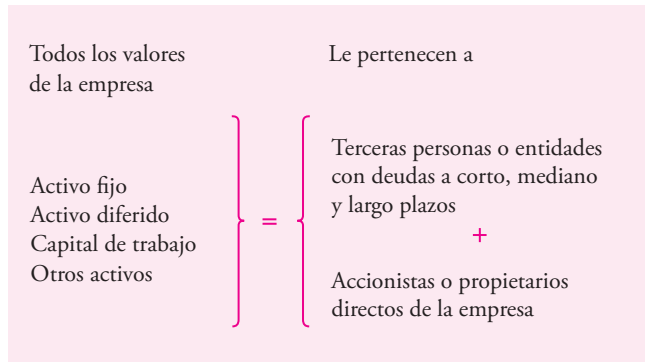 Todos los valores
de la empresa
Le pertenecen a
Activo fijo
Activo diferido
Capital de trabajo
Otros activos
=
Terceras personas o entidades
con deudas a corto, mediano
y largo plazos
+
Accionistas o propietarios
directos de la empresa